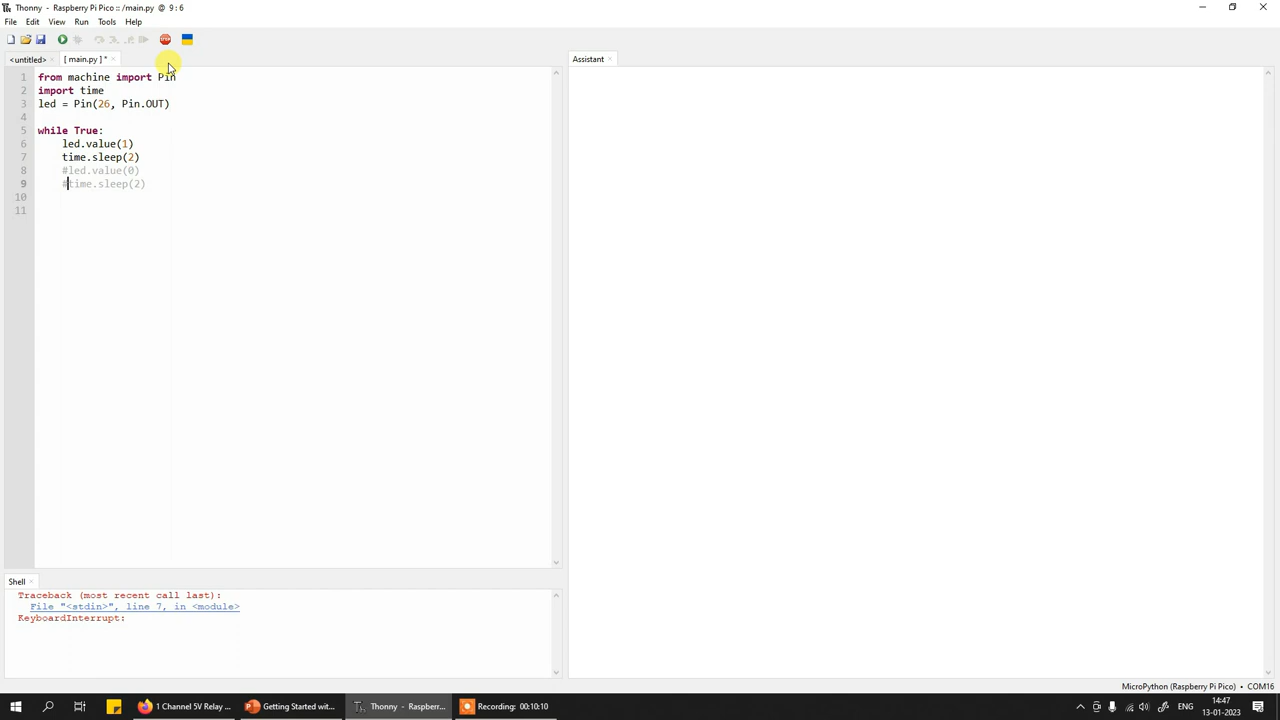 Thonny - Raspberry Pi Pico :: /main.py @ 9 : 6
File Edit View Run Tools Help
STOP
<untitled> × [ main.py ] * ×
Assistant ×
1 from machine import Pin
2 import time
3 led = Pin(26, Pin.OUT)
4
5 while True:
6 led.value(1)
7 time.sleep(2)
8 #led.value(0)
9 #time.sleep(2)
10
11
Shell ×
Traceback (most recent call last):
File "<stdin>", line 7, in <module>
KeyboardInterrupt:
MicroPython (Raspberry Pi Pico) • COM16
1 Channel 5V Relay ... Getting Started wit... Thonny - Raspberr... Recording: 00:10:10 ENG 14:47
13-01-2023